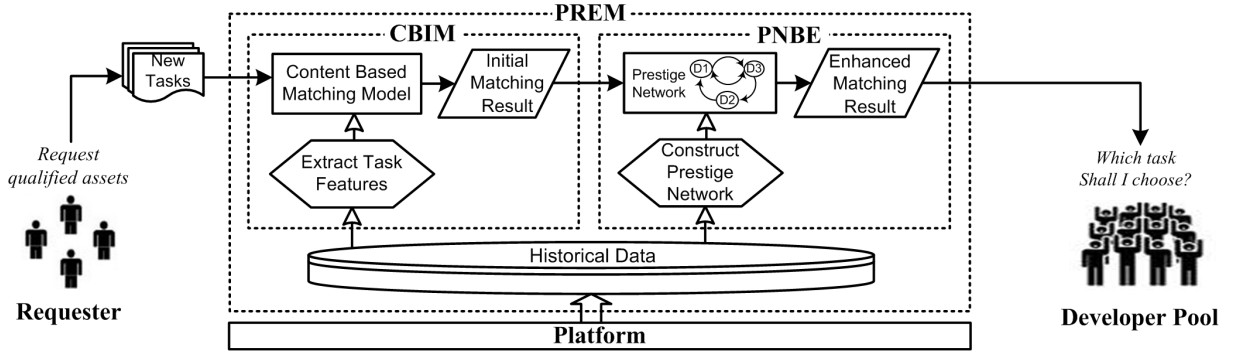 PREM
CBIM
PNBE
New
Tasks
Content Based
Matching Model
Initial
Matching
Result
Prestige
Network
D1
D3
D2
Enhanced
Matching
Result
Request
qualified assets
Extract Task
Features
Construct
Prestige
Network
Which task
Shall I choose?
Historical Data
Requester
Platform
Developer Pool